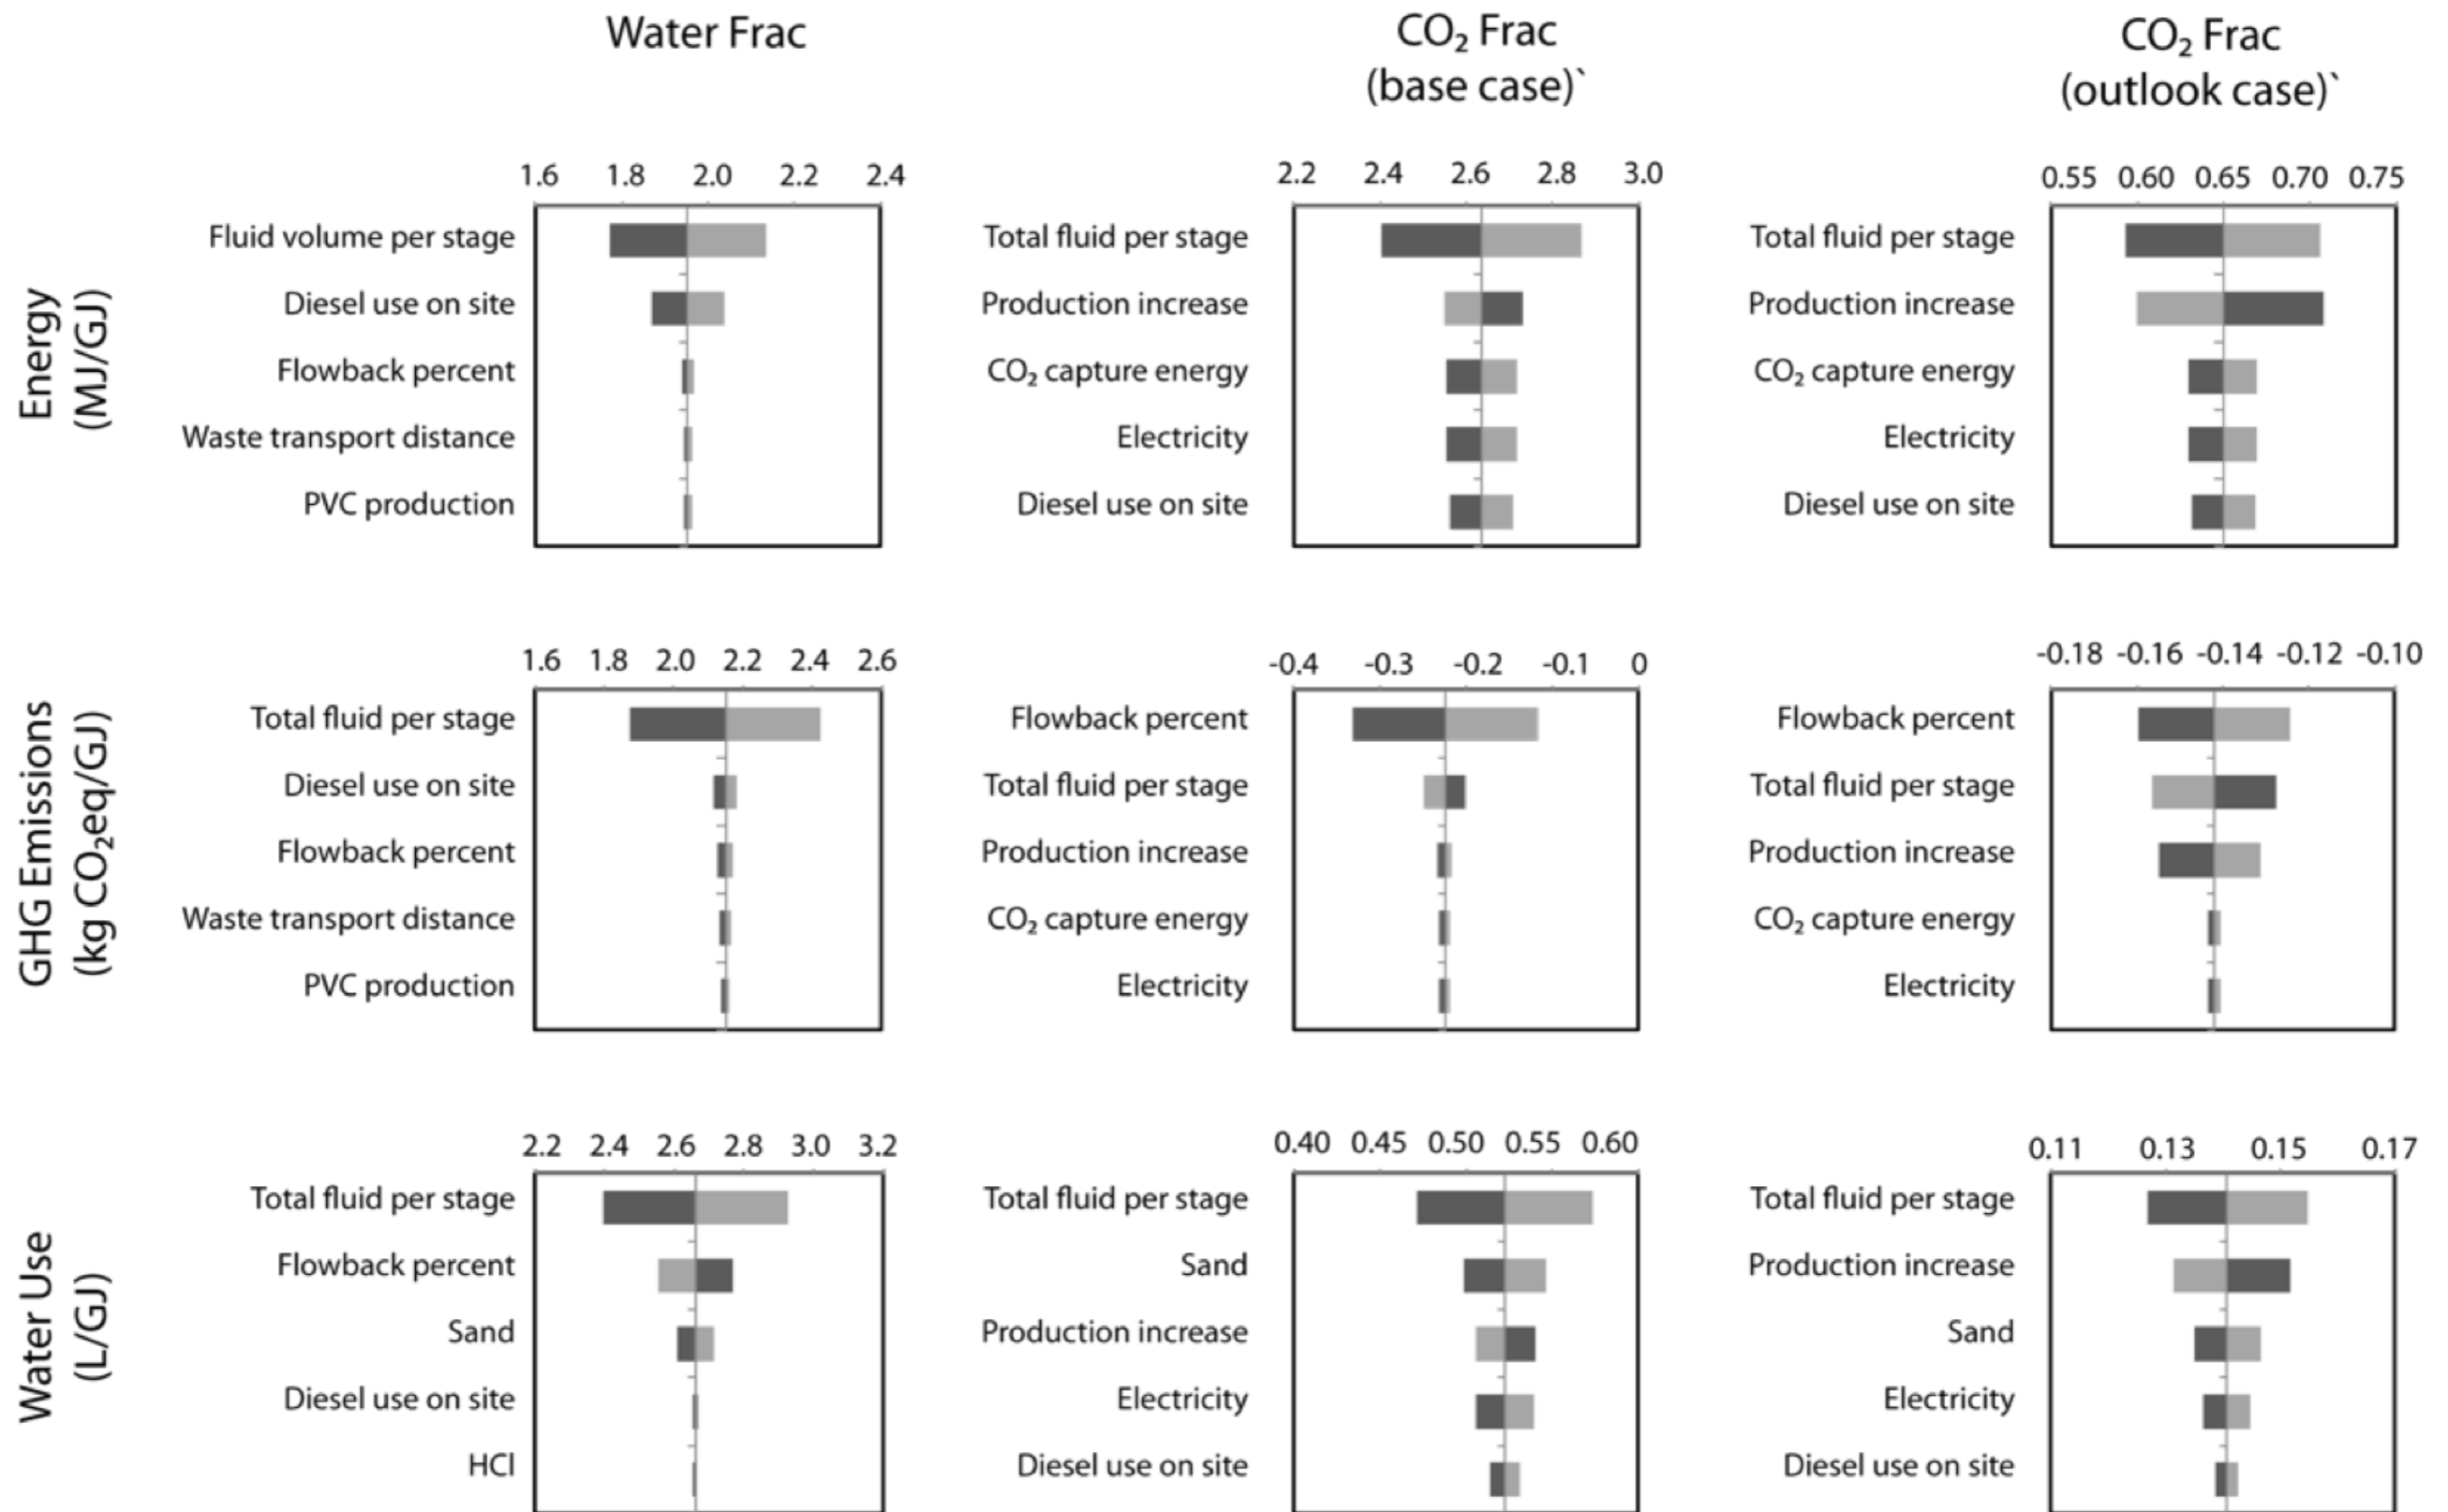 Water Frac
CO₂ Frac
(base case)`
CO₂ Frac
(outlook case)`
Energy
(MJ/GJ)
1.6 1.8 2.0 2.2 2.4
Fluid volume per stage
Diesel use on site
Flowback percent
Waste transport distance
PVC production
2.2 2.4 2.6 2.8 3.0
Total fluid per stage
Production increase
CO₂ capture energy
Electricity
Diesel use on site
0.55 0.60 0.65 0.70 0.75
Total fluid per stage
Production increase
CO₂ capture energy
Electricity
Diesel use on site
GHG Emissions
(kg CO₂eq/GJ)
1.6 1.8 2.0 2.2 2.4 2.6
Total fluid per stage
Diesel use on site
Flowback percent
Waste transport distance
PVC production
-0.4 -0.3 -0.2 -0.1 0
Flowback percent
Total fluid per stage
Production increase
CO₂ capture energy
Electricity
-0.18 -0.16 -0.14 -0.12 -0.10
Flowback percent
Total fluid per stage
Production increase
CO₂ capture energy
Electricity
Water Use
(L/GJ)
2.2 2.4 2.6 2.8 3.0 3.2
Total fluid per stage
Flowback percent
Sand
Diesel use on site
HCl
0.40 0.45 0.50 0.55 0.60
Total fluid per stage
Sand
Production increase
Electricity
Diesel use on site
0.11 0.13 0.15 0.17
Total fluid per stage
Production increase
Sand
Electricity
Diesel use on site